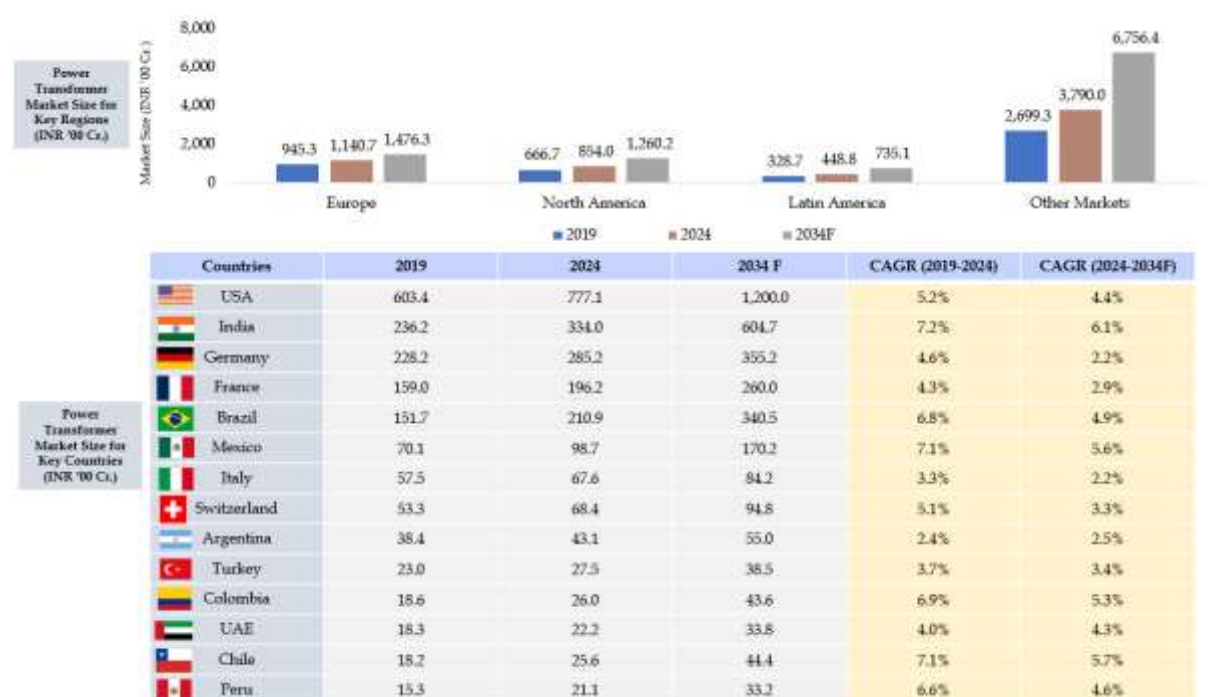 8,000
6,000
4,000
2,000
0
Market Size (INR '00 Cr.)
Power
Transformer
Market Size for
Key Regions
(INR '00 Cr.)
945.3 1,140.7 1,476.3
666.7 854.0 1,260.2
328.7 448.8 735.1
2,699.3 3,790.0 6,756.4
Europe North America Latin America Other Markets
2019 2024 2034F
Countries 2019 2024 2034 F CAGR (2019-2024) CAGR (2024-2034F)
Power
Transformer
Market Size for
Key Countries
(INR '00 Cr.)
USA 603.4 777.1 1,200.0 5.2% 4.4%
India 236.2 334.0 604.7 7.2% 6.1%
Germany 228.2 285.2 355.2 4.6% 2.2%
France 159.0 196.2 260.0 4.3% 2.9%
Brazil 151.7 210.9 340.5 6.8% 4.9%
Mexico 70.1 98.7 170.2 7.1% 5.6%
Italy 57.5 67.6 84.2 3.3% 2.2%
Switzerland 53.3 68.4 94.8 5.1% 3.3%
Argentina 38.4 43.1 55.0 2.4% 2.5%
Turkey 23.0 27.5 38.5 3.7% 3.4%
Colombia 18.6 26.0 43.6 6.9% 5.3%
UAE 18.3 22.2 33.8 4.0% 4.3%
Chile 18.2 25.6 44.4 7.1% 5.7%
Peru 15.3 21.1 33.2 6.6% 4.6%